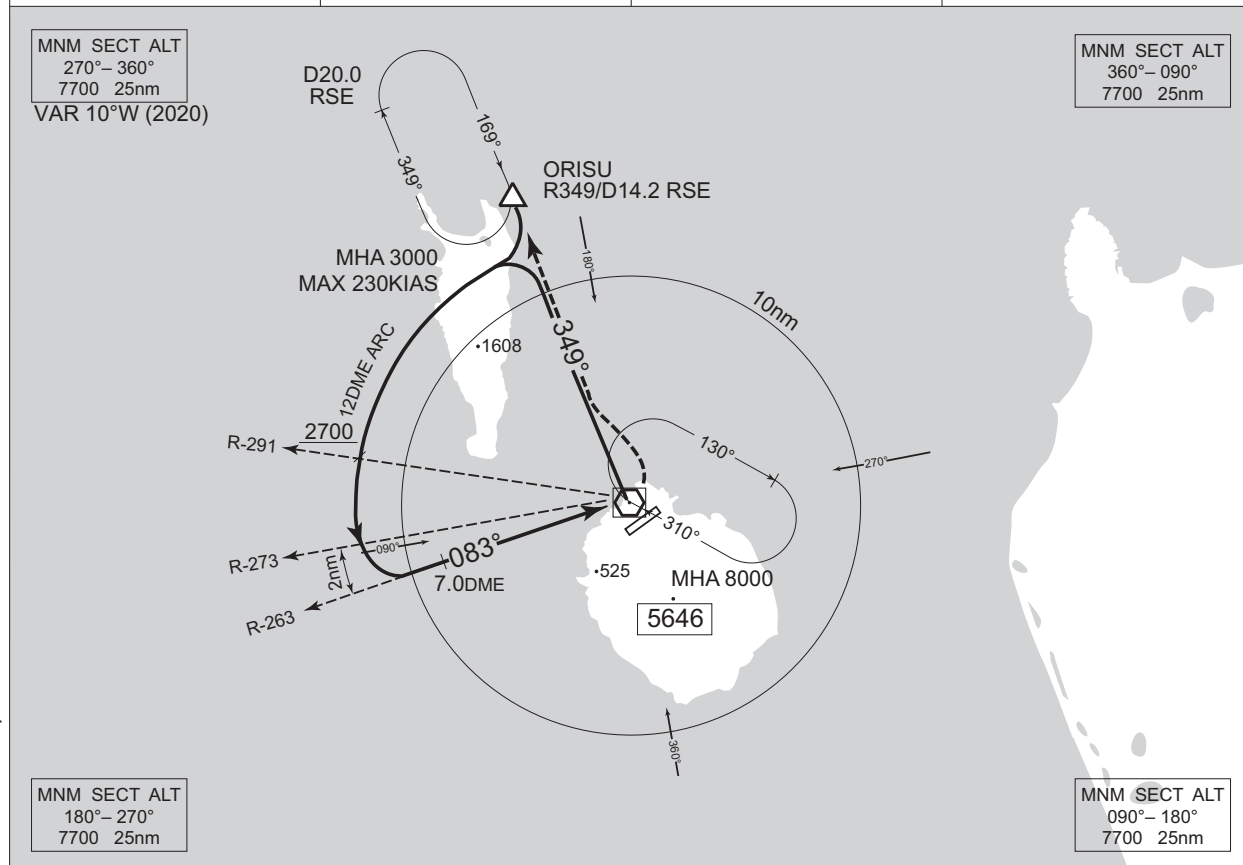 MNM SECT ALT
270°– 360°
7700 25nm
VAR 10°W (2020)
MNM SECT ALT
360°– 090°
7700 25nm
D20.0
RSE
169°
349°
ORISU
R349/D14.2 RSE
180°
MHA 3000
MAX 230KIAS
10nm
349°
•1608
12DME ARC
2700
R-291
130°
270°
310°
R-273
090°
083°
2nm
7.0DME
R-263
•525
MHA 8000
5646
360°
MNM SECT ALT
180°– 270°
7700 25nm
MNM SECT ALT
090°– 180°
7700 25nm